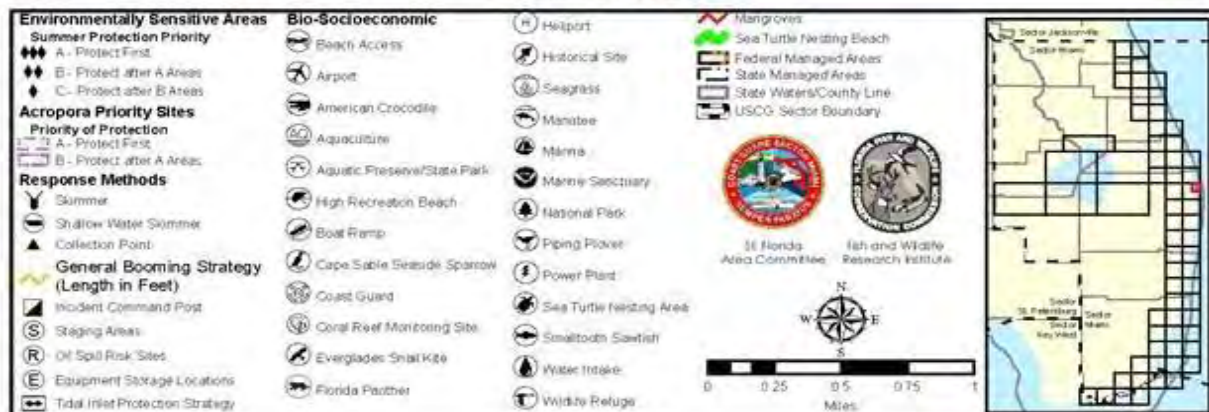 Environmentally Sensitive Areas
Summer Protection Priority
A - Protect First
B - Protect after A Areas
C - Protect after B Areas
Acropora Priority Sites
Priority of Protection
A - Protect First
B - Protect after A Areas
Response Methods
Skimmer
Shallow Water Skimmer
Collection Point
General Booming Strategy
(Length in Feet)
Incident Command Post
S Staging Areas
R Oil Spill Risk Sites
E Equipment Storage Locations
Tidal Inlet Protection Strategy
Bio-Socioeconomic
Beach Access
Airport
American Crocodile
AQ Aquaculture
Aquatic Preserve/State Park
High Recreation Beach
Boat Ramp
Cape Sable Seaside Sparrow
Coast Guard
Coral Reef Monitoring Site
Everglades Snail Kite
Florida Panther
H Heliport
Historical Site
Seagrass
Manatee
Marina
Marine Sanctuary
National Park
Piping Plover
Power Plant
Sea Turtle Nesting Area
Smalltooth Sawfish
Water Intake
Wildlife Refuge
Mangroves
Sea Turtle Nesting Beach
Federal Managed Areas
State Managed Areas
State Waters/County Line
USCG Sector Boundary
COAST GUARD SECTOR MIAMI
SEMPER PARATUS
SE Florida
Area Committee
Fish and Wildlife
Research Institute
N
W E
S
0 0.25 0.5 0.75 1
Miles
Sector Jacksonville
Sector Miami
Sector
St. Petersburg
Sector
Miami
Sector
Key West